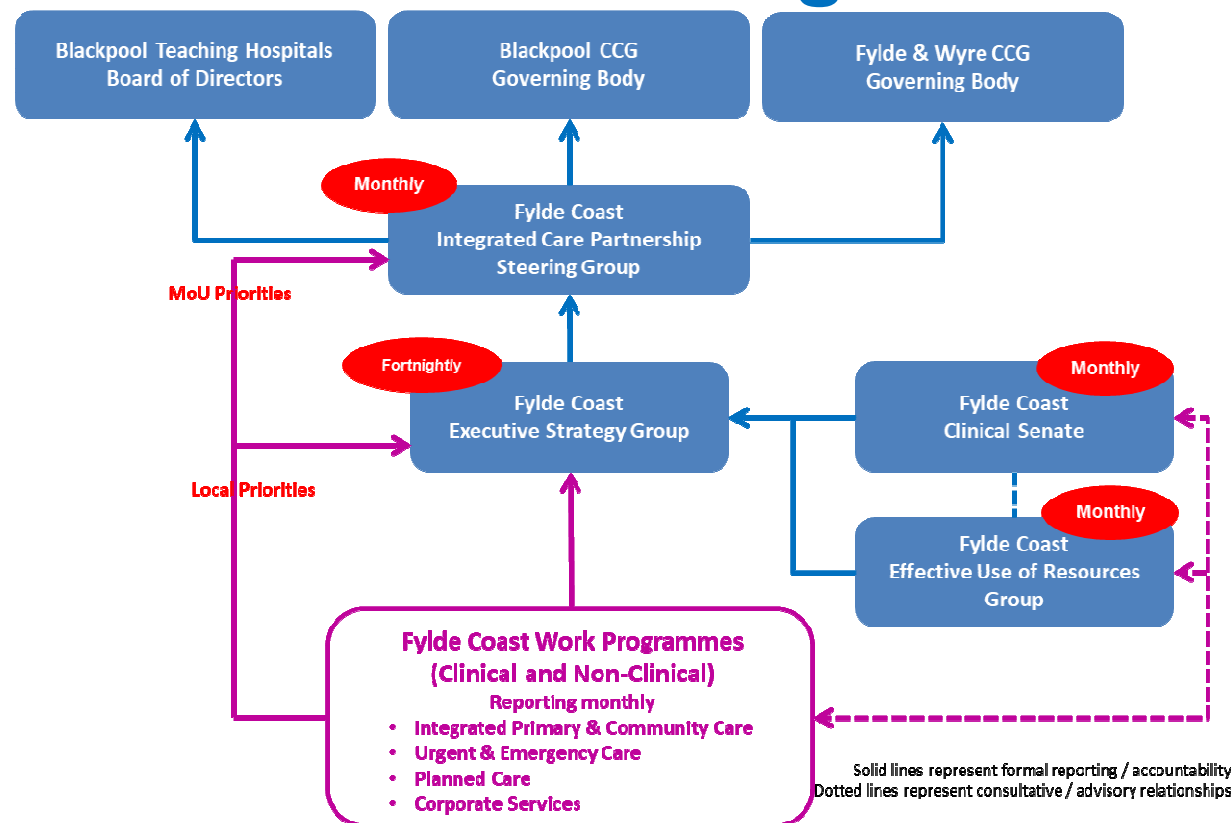 Blackpool Teaching Hospitals
Board of Directors
Blackpool CCG
Governing Body
Fylde & Wyre CCG
Governing Body
Monthly
Fylde Coast
Integrated Care Partnership
Steering Group
MoU Priorities
Fortnightly
Fylde Coast
Executive Strategy Group
Monthly
Fylde Coast
Clinical Senate
Local Priorities
Monthly
Fylde Coast
Effective Use of Resources
Group
Fylde Coast Work Programmes
(Clinical and Non-Clinical)
Reporting monthly
• Integrated Primary & Community Care
• Urgent & Emergency Care
• Planned Care
• Corporate Services
Solid lines represent formal reporting / accountability
Dotted lines represent consultative / advisory relationships